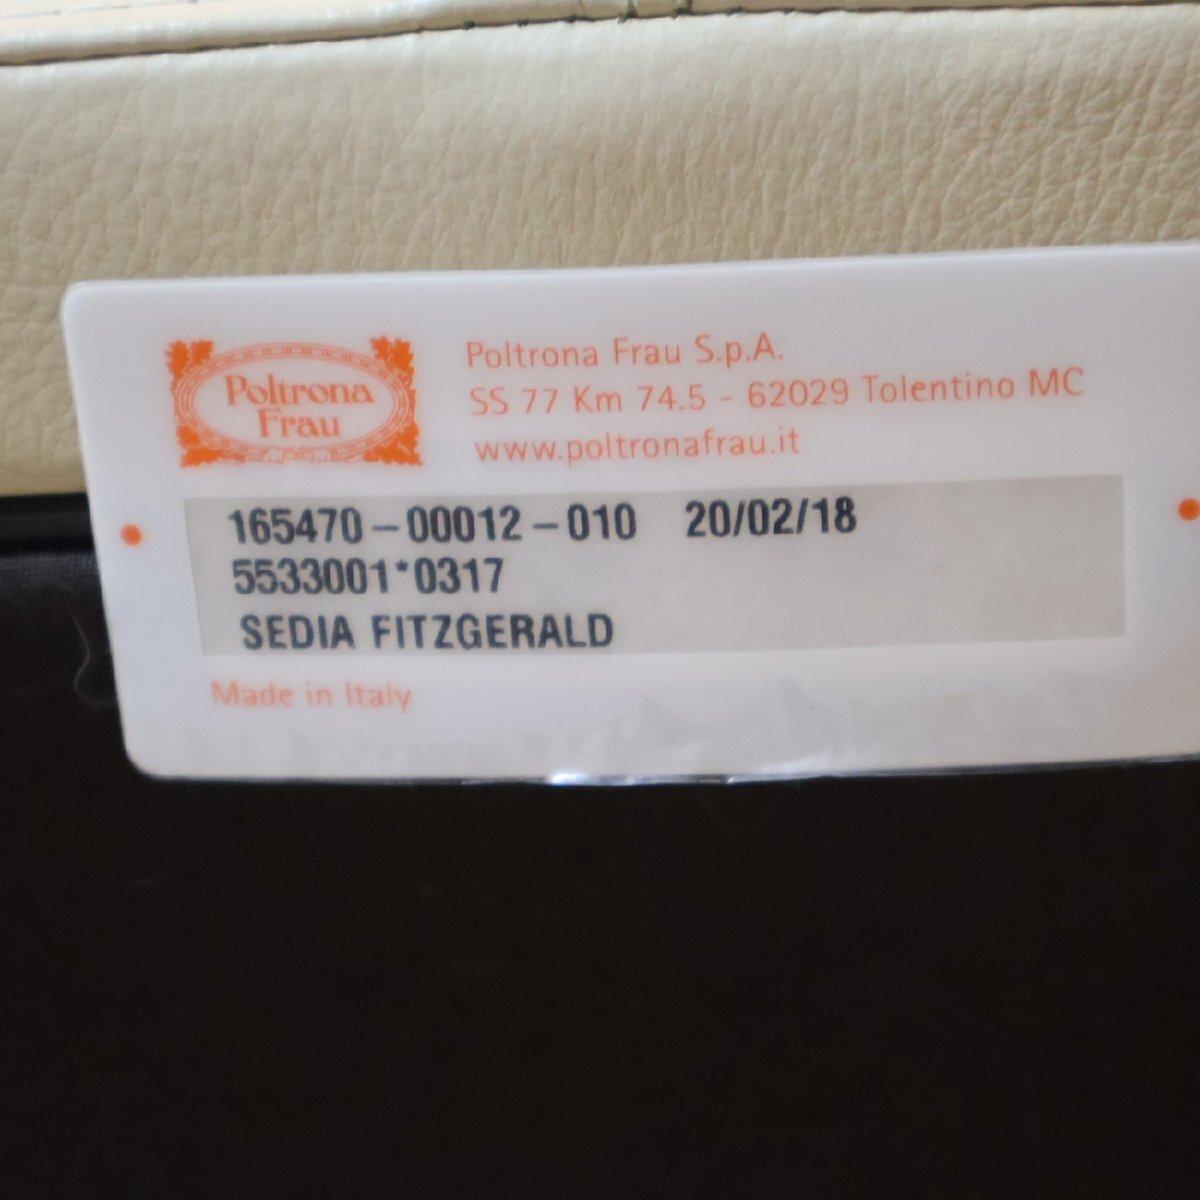 Poltrona
Frau
Poltrona Frau S.p.A.
SS 77 Km 74.5 - 62029 Tolentino MC
www.poltronafrau.it
165470-00012-010 20/02/18
5533001*0317
SEDIA FITZGERALD
Made in Italy